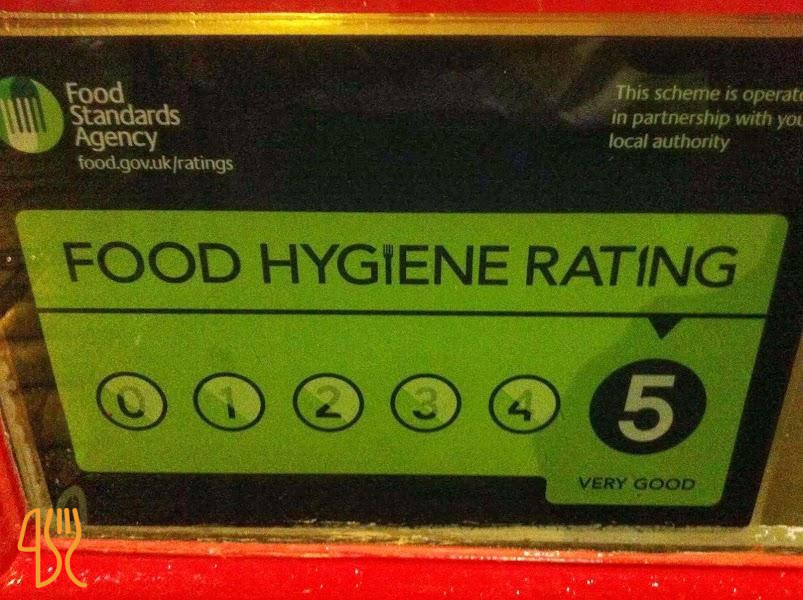 Food
Standards
Agency
food.gov.uk/ratings
This scheme is operate
in partnership with you
local authority
FOOD HYGIENE RATING
0 1 2 3 4 5
VERY GOOD